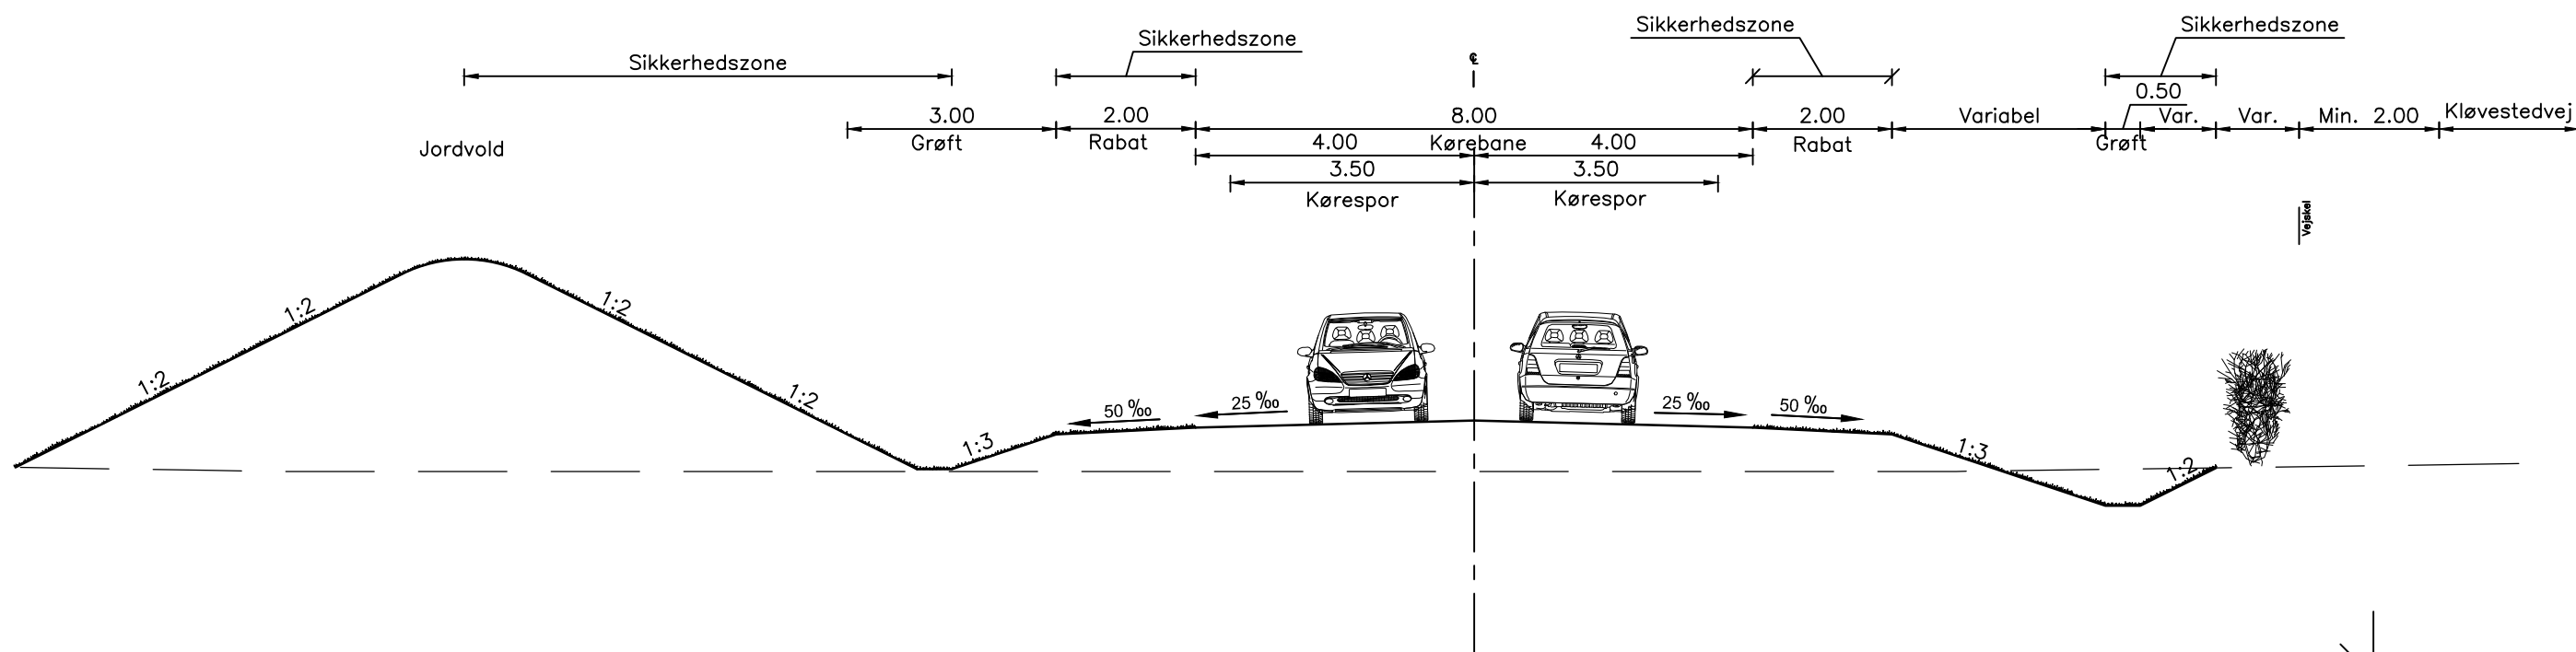 Sikkerhedszone
Sikkerhedszone
Sikkerhedszone
Sikkerhedszone
℄
0.50
3.00
2.00
8.00
2.00
Variabel
Var.
Var.
Min. 2.00
Kløvestedvej
Grøft
Rabat
Kørebane
Rabat
Grøft
4.00
4.00
Jordvold
3.50
3.50
Kørespor
Kørespor
Vejskel
1:2
1:2
1:2
1:2
50 ‰
25 ‰
25 ‰
50 ‰
1:3
1:3
1:2